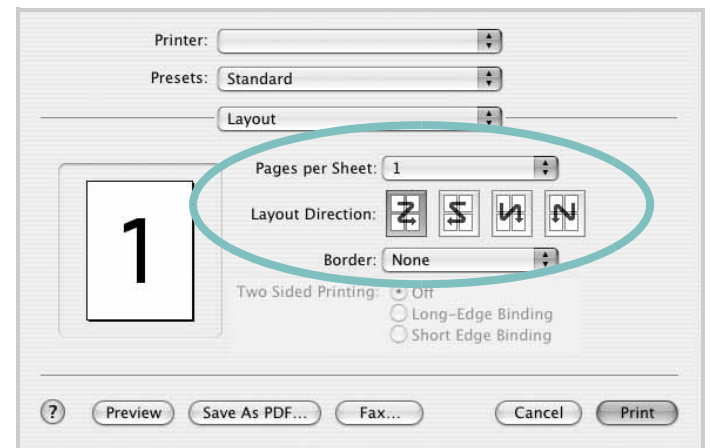 Printer:
Presets: Standard
Layout
Pages per Sheet: 1
1
Layout Direction:
Border: None
Two Sided Printing: Off
Long-Edge Binding
Short Edge Binding
? Preview Save As PDF... Fax... Cancel Print